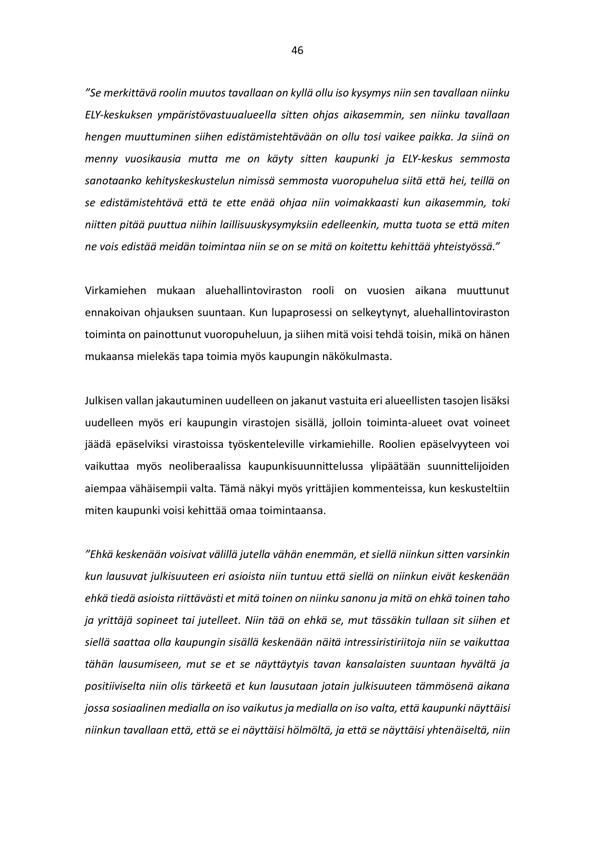 46
”Se merkittävä roolin muutos tavallaan on kyllä ollu iso kysymys niin sen tavallaan niinku
ELY-keskuksen ympäristövastuualueella sitten ohjas aikasemmin, sen niinku tavallaan
hengen muuttuminen siihen edistämistehtävään on ollu tosi vaikee paikka. Ja siinä on
menny vuosikausia mutta me on käyty sitten kaupunki ja ELY-keskus semmosta
sanotaanko kehityskeskustelun nimissä semmosta vuoropuhelua siitä että hei, teillä on
se edistämistehtävä että te ette enää ohjaa niin voimakkaasti kun aikasemmin, toki
niitten pitää puuttua niihin laillisuuskysymyksiin edelleenkin, mutta tuota se että miten
ne vois edistää meidän toimintaa niin se on se mitä on koitettu kehittää yhteistyössä.”
Virkamiehen mukaan aluehallintoviraston rooli on vuosien aikana muuttunut
ennakoivan ohjauksen suuntaan. Kun lupaprosessi on selkeytynyt, aluehallintoviraston
toiminta on painottunut vuoropuheluun, ja siihen mitä voisi tehdä toisin, mikä on hänen
mukaansa mielekäs tapa toimia myös kaupungin näkökulmasta.
Julkisen vallan jakautuminen uudelleen on jakanut vastuita eri alueellisten tasojen lisäksi
uudelleen myös eri kaupungin virastojen sisällä, jolloin toiminta-alueet ovat voineet
jäädä epäselviksi virastoissa työskenteleville virkamiehille. Roolien epäselvyyteen voi
vaikuttaa myös neoliberaalissa kaupunkisuunnittelussa ylipäätään suunnittelijoiden
aiempaa vähäisempii valta. Tämä näkyi myös yrittäjien kommenteissa, kun keskusteltiin
miten kaupunki voisi kehittää omaa toimintaansa.
”Ehkä keskenään voisivat välillä jutella vähän enemmän, et siellä niinkun sitten varsinkin
kun lausuvat julkisuuteen eri asioista niin tuntuu että siellä on niinkun eivät keskenään
ehkä tiedä asioista riittävästi et mitä toinen on niinku sanonu ja mitä on ehkä toinen taho
ja yrittäjä sopineet tai jutelleet. Niin tää on ehkä se, mut tässäkin tullaan sit siihen et
siellä saattaa olla kaupungin sisällä keskenään näitä intressiristiriitoja niin se vaikuttaa
tähän lausumiseen, mut se et se näyttäytyis tavan kansalaisten suuntaan hyvältä ja
positiiviselta niin olis tärkeetä et kun lausutaan jotain julkisuuteen tämmösenä aikana
jossa sosiaalinen medialla on iso vaikutus ja medialla on iso valta, että kaupunki näyttäisi
niinkun tavallaan että, että se ei näyttäisi hölmöltä, ja että se näyttäisi yhtenäiseltä, niin